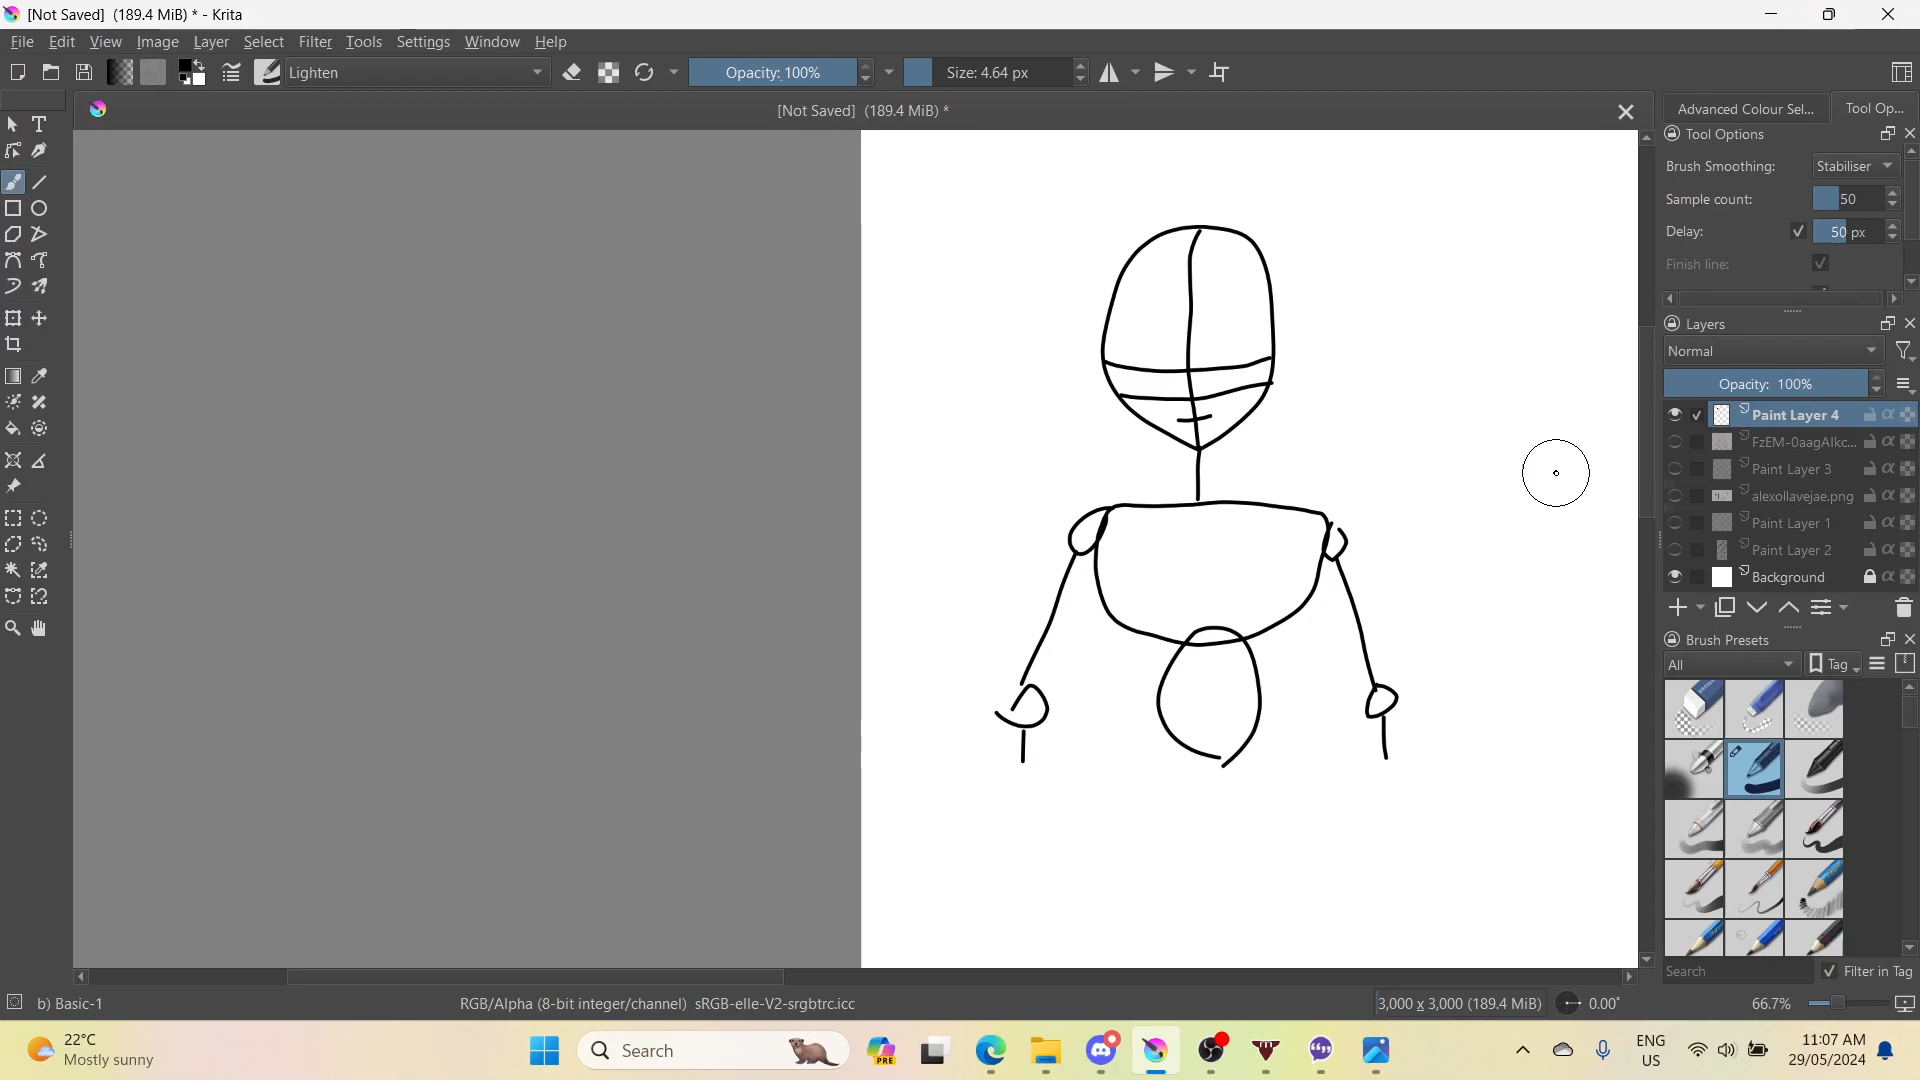 [Not Saved]  (189.4 MiB) * - Krita
File Edit View Image Layer Filter Select Tools Settings Window Help
Lighten
Opacity: 100%
Size: 4.64 px
[Not Saved]  (189.4 MiB) *
Advanced Colour Sel...
Tool Op...
Tool Options
Brush Smoothing: Stabiliser
Sample count: 50
Delay: 50 px
Finish line:
Layers
Normal
Opacity:  100%
Paint Layer 4
FzEM-0aagAIkc...
Paint Layer 3
alexollavejae.png
Paint Layer 1
Paint Layer 2
Background
Brush Presets
All
Tag
Search
Filter in Tag
b) Basic-1
RGB/Alpha (8-bit integer/channel)  sRGB-elle-V2-srgbtrc.icc
3,000 x 3,000 (189.4 MiB)
0.00°
66.7%
22°C
Mostly sunny
Search
PRE
ENG
US
11:07 AM
29/05/2024